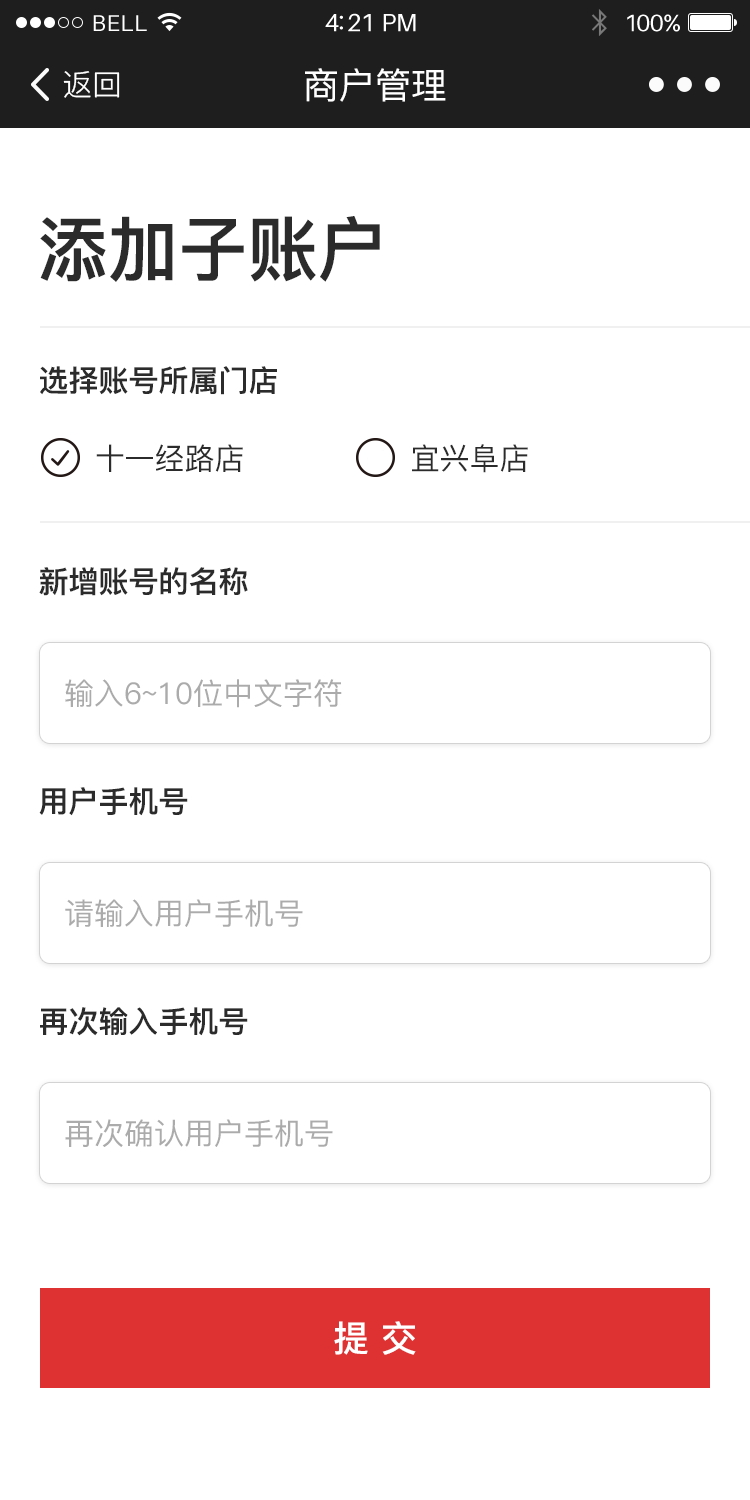 BELL 4:21 PM 100%
返回 商户管理
添加子账户
选择账号所属门店
十一经路店 宜兴阜店
新增账号的名称
输入6~10位中文字符
用户手机号
请输入用户手机号
再次输入手机号
再次确认用户手机号
提 交